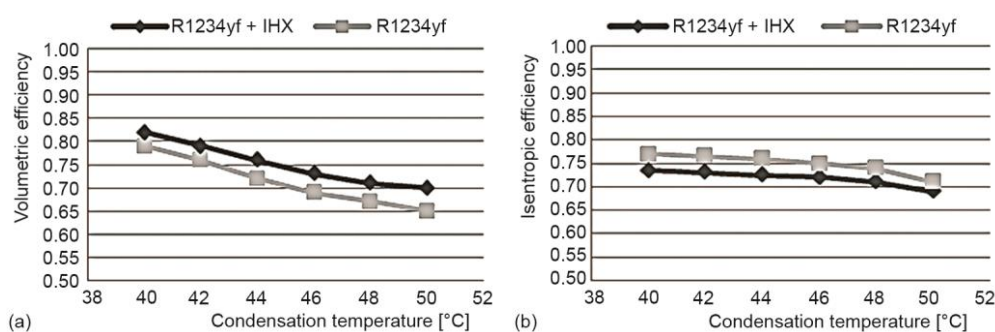 R1234yf + IHX R1234yf
Volumetric efficiency
1.00
0.95
0.90
0.85
0.80
0.75
0.70
0.65
0.60
0.55
0.50
38 40 42 44 46 48 50 52
(a) Condensation temperature [°C]
R1234yf + IHX R1234yf
Isentropic efficiency
1.00
0.95
0.90
0.85
0.80
0.75
0.70
0.65
0.60
0.55
0.50
38 40 42 44 46 48 50 52
(b) Condensation temperature [°C]